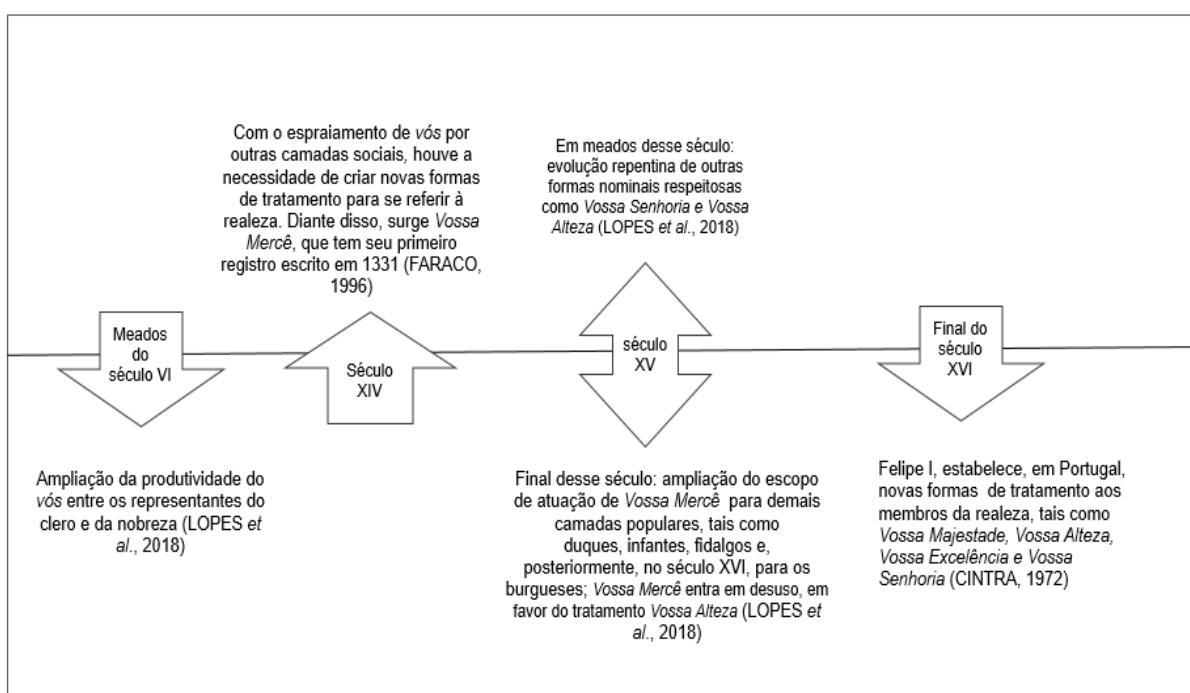 Com o espraiamento de vós por
outras camadas sociais, houve a
necessidade de criar novas formas
de tratamento para se referir à
realeza. Diante disso, surge Vossa
Mercê, que tem seu primeiro
registro escrito em 1331 (FARACO,
1996)
Em meados desse século:
evolução repentina de outras
formas nominais respeitosas
como Vossa Senhoria e Vossa
Alteza (LOPES et al., 2018)
Meados
do
século VI
Século
XIV
século
XV
Final do
século
XVI
Ampliação da produtividade do
vós entre os representantes do
clero e da nobreza (LOPES et
al., 2018)
Final desse século: ampliação do escopo
de atuação de Vossa Mercê para demais
camadas populares, tais como
duques, infantes, fidalgos e,
posteriormente, no século XVI, para os
burgueses; Vossa Mercê entra em desuso, em
favor do tratamento Vossa Alteza (LOPES et
al., 2018)
Felipe I, estabelece, em Portugal,
novas formas de tratamento aos
membros da realeza, tais como
Vossa Majestade, Vossa Alteza,
Vossa Excelência e Vossa
Senhoria (CINTRA, 1972)